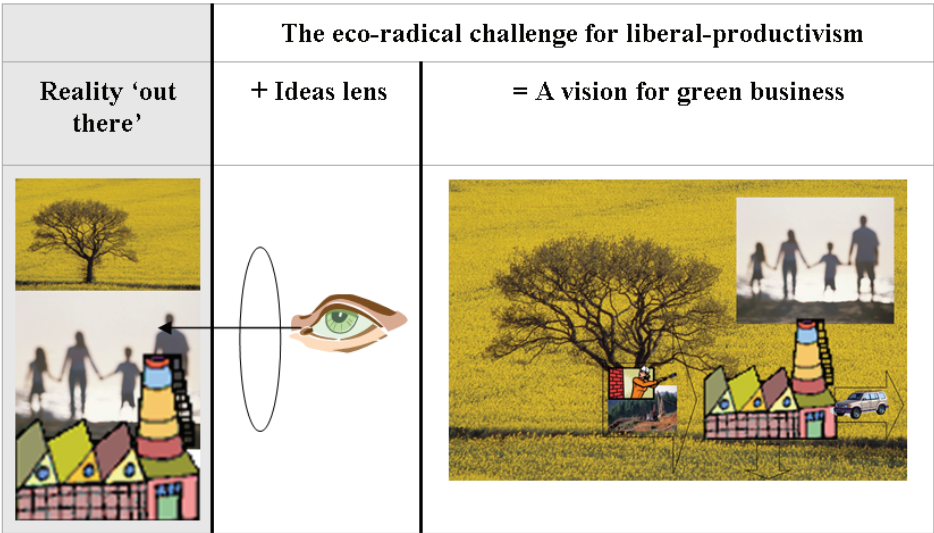 The eco-radical challenge for liberal-productivism
Reality ‘out
there’
+ Ideas lens
= A vision for green business